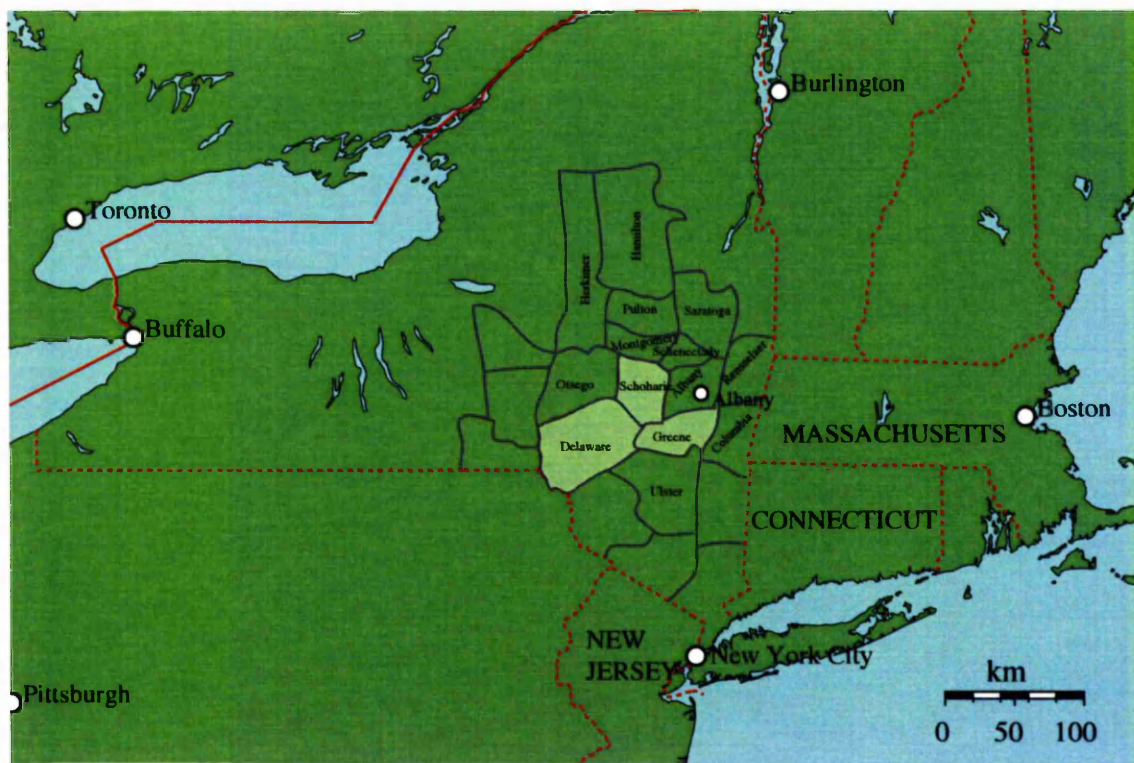 Burlington
Toronto
Hamilton
Herkimer
Fulton
Saratoga
Buffalo
Montgomery
Schenectady
Rensselaer
Otsego
Schoharie
Albany
Albany
Boston
MASSACHUSETTS
Columbia
Delaware
Greene
Ulster
CONNECTICUT
NEW
JERSEY
New York City
Pittsburgh
km
0 50 100